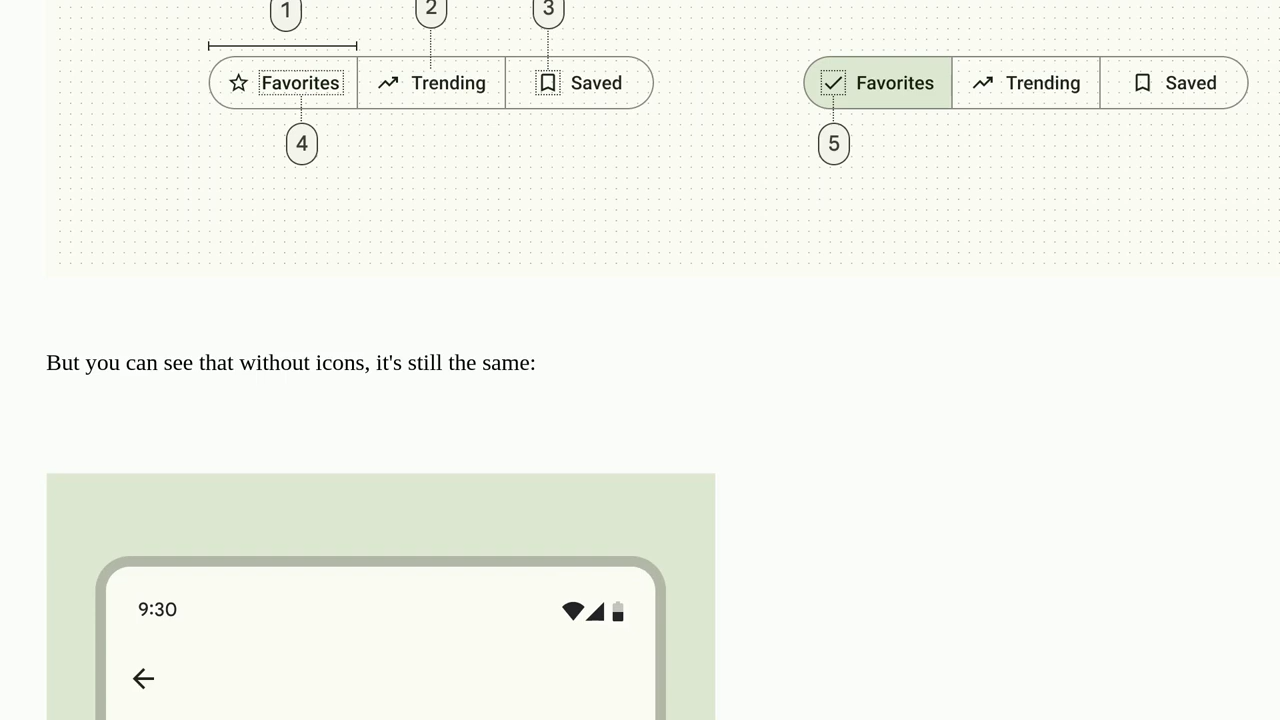 1 2 3
Favorites Trending Saved Favorites Trending Saved
4 5
But you can see that without icons, it's still the same:
9:30